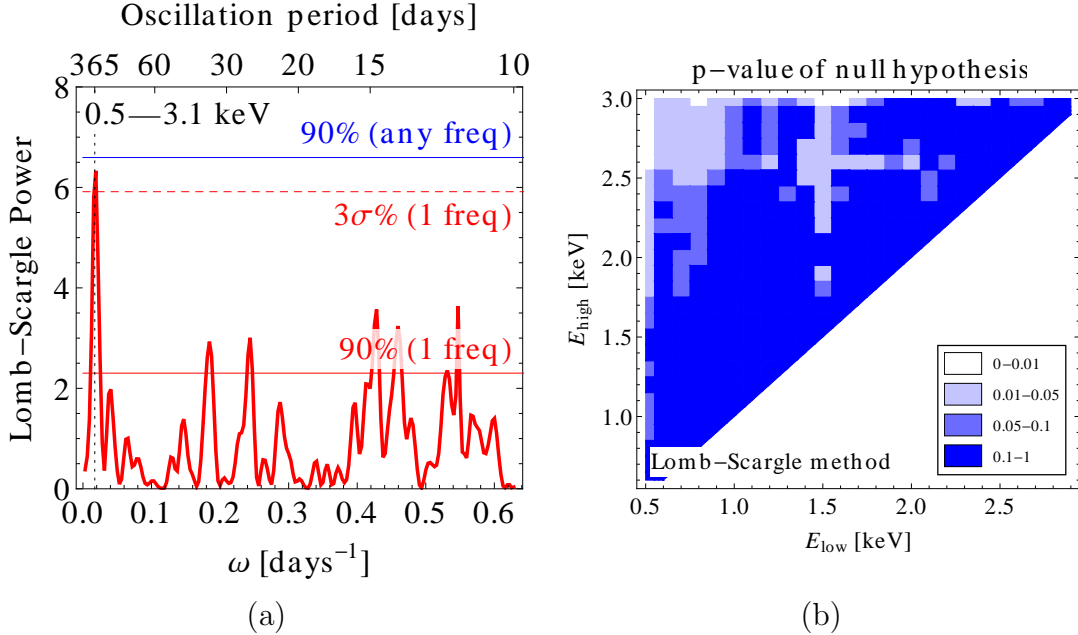 Oscillation period [days]
365 60 30 20 15 10
8
6
4
2
0
0.5—3.1 keV
90% (any freq)
3σ% (1 freq)
90% (1 freq)
Lomb−Scargle Power
0.0 0.1 0.2 0.3 0.4 0.5 0.6
ω [days⁻¹]
(a)
p−value of null hypothesis
3.0
2.5
2.0
1.5
1.0
E_high [keV]
0−0.01
0.01−0.05
0.05−0.1
0.1−1
Lomb−Scargle method
0.5 1.0 1.5 2.0 2.5
E_low [keV]
(b)